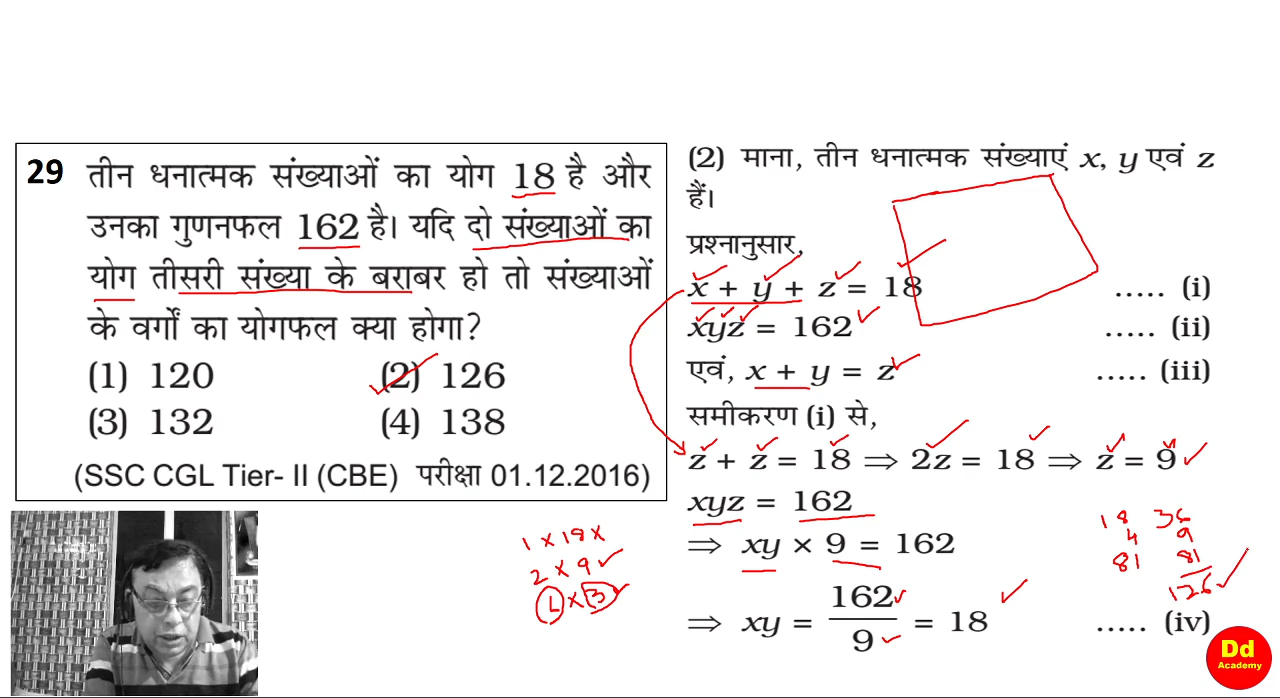 29 तीन धनात्मक संख्याओं का योग 18 है और
उनका गुणनफल 162 है। यदि दो संख्याओं का
योग तीसरी संख्या के बराबर हो तो संख्याओं
के वर्गों का योगफल क्या होगा?
(1) 120 (2) 126
(3) 132 (4) 138
(SSC CGL Tier- II (CBE) परीक्षा 01.12.2016)
(2) माना, तीन धनात्मक संख्याएं x, y एवं z
हैं।
प्रश्नानुसार,
x + y + z = 18 ..... (i)
xyz = 162 ..... (ii)
एवं, x + y = z ..... (iii)
समीकरण (i) से,
z + z = 18 ⇒ 2z = 18 ⇒ z = 9
xyz = 162
⇒ xy × 9 = 162
⇒ xy = 162/9 = 18 ..... (iv)
1 × 18 ×
2 × 9
6 × 3
18 36
4 9
81 81
126
Dd
Academy